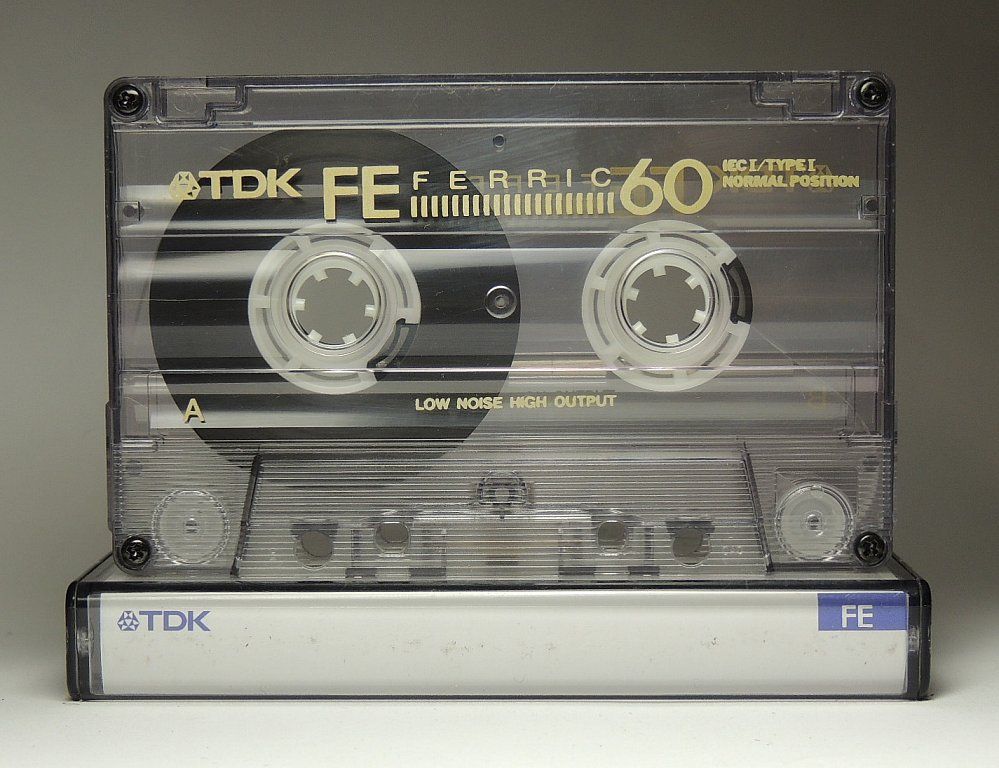 TDK FE FERRIC 60 IEC I/TYPE I
NORMAL POSITION
A
LOW NOISE HIGH OUTPUT
TDK FE